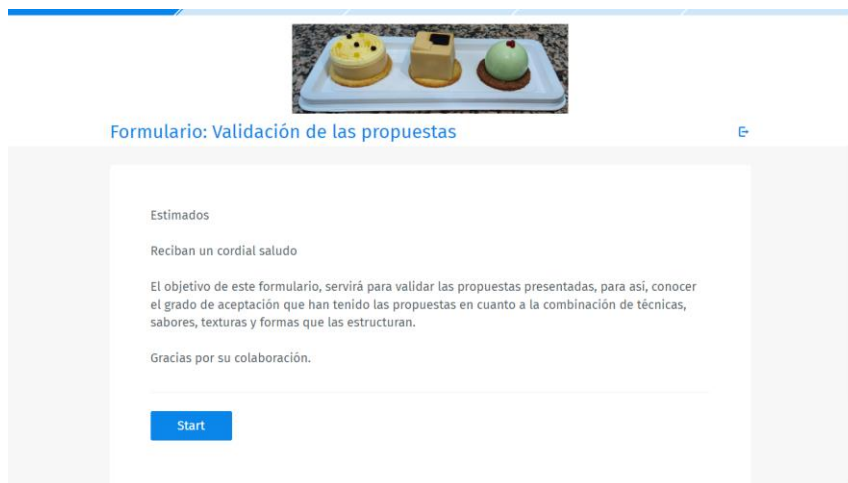 Formulario: Validación de las propuestas
Estimados
Reciban un cordial saludo
El objetivo de este formulario, servirá para validar las propuestas presentadas, para así, conocer
el grado de aceptación que han tenido las propuestas en cuanto a la combinación de técnicas,
sabores, texturas y formas que las estructuran.
Gracias por su colaboración.
Start